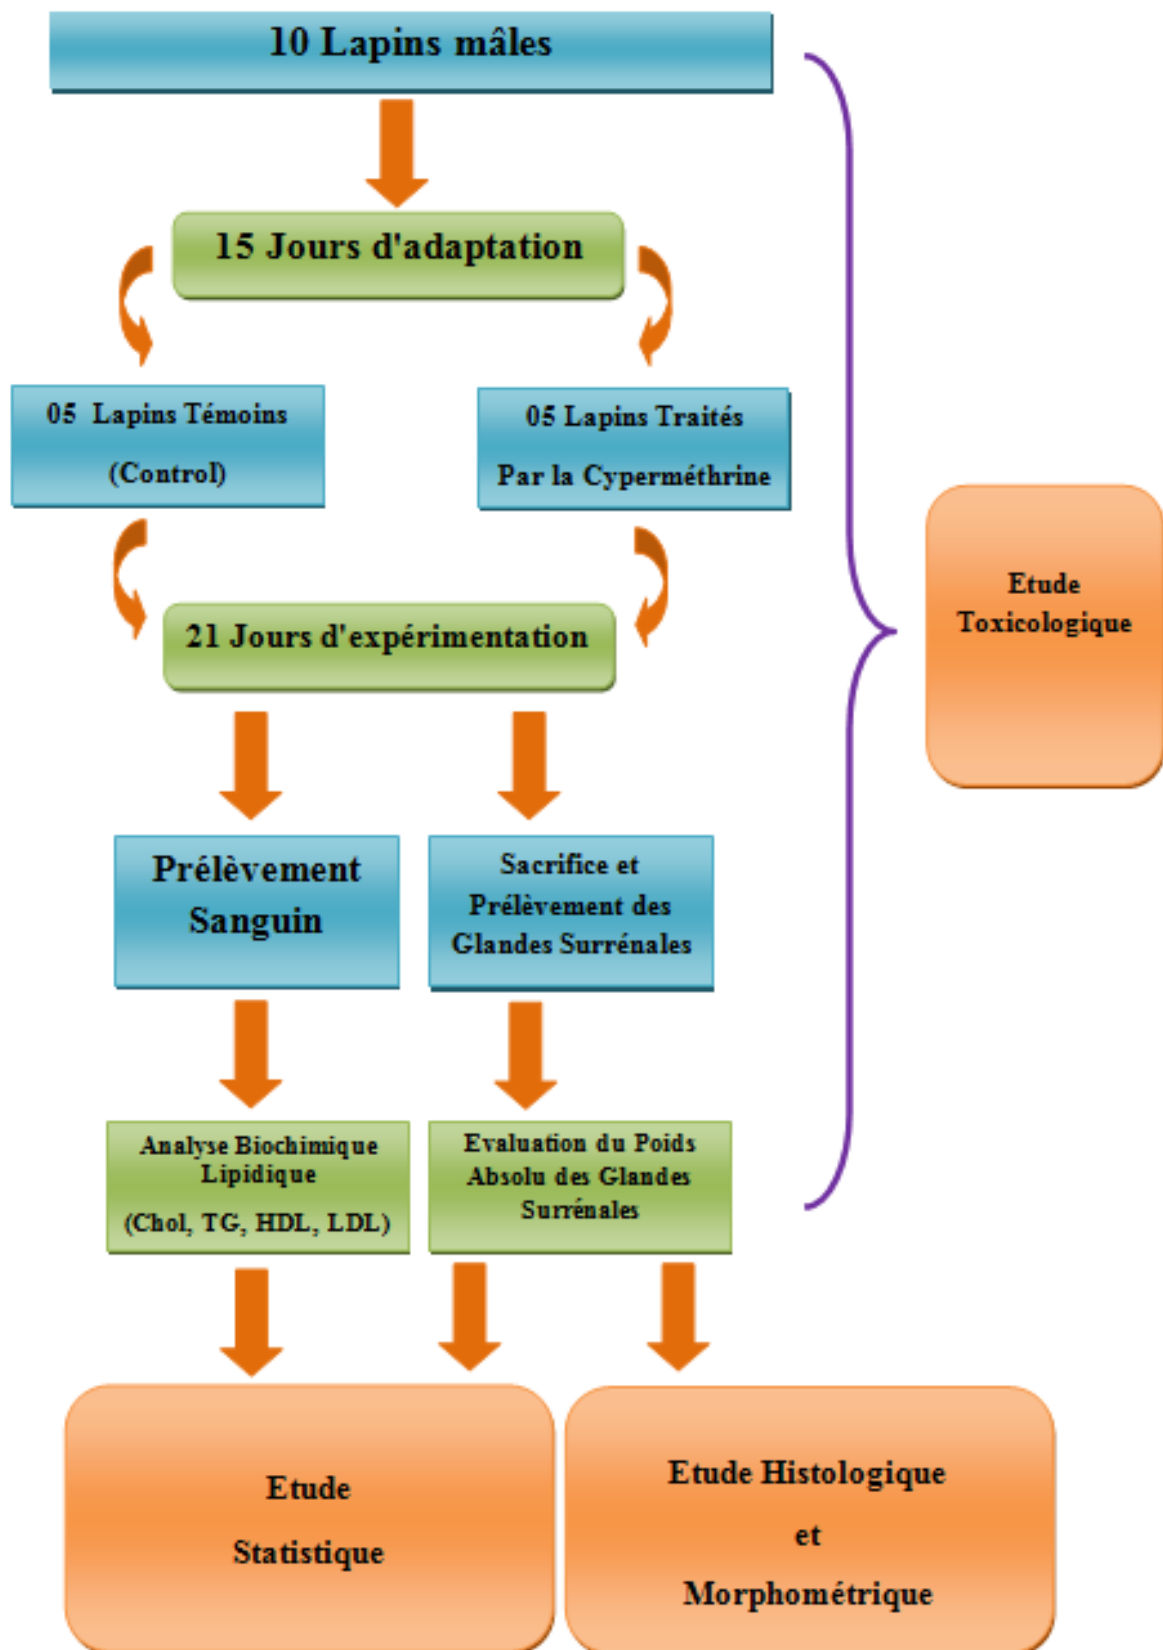 10 Lapins mâles
15 Jours d'adaptation
05 Lapins Témoins
(Control)
05 Lapins Traités
Par la Cyperméthrine
21 Jours d'expérimentation
Etude
Toxicologique
Prélèvement
Sanguin
Sacrifice et
Prélèvement des
Glandes Surrénales
Analyse Biochimique
Lipidique
(Chol, TG, HDL, LDL)
Evaluation du Poids
Absolu des Glandes
Surrénales
Etude
Statistique
Etude Histologique
et
Morphométrique